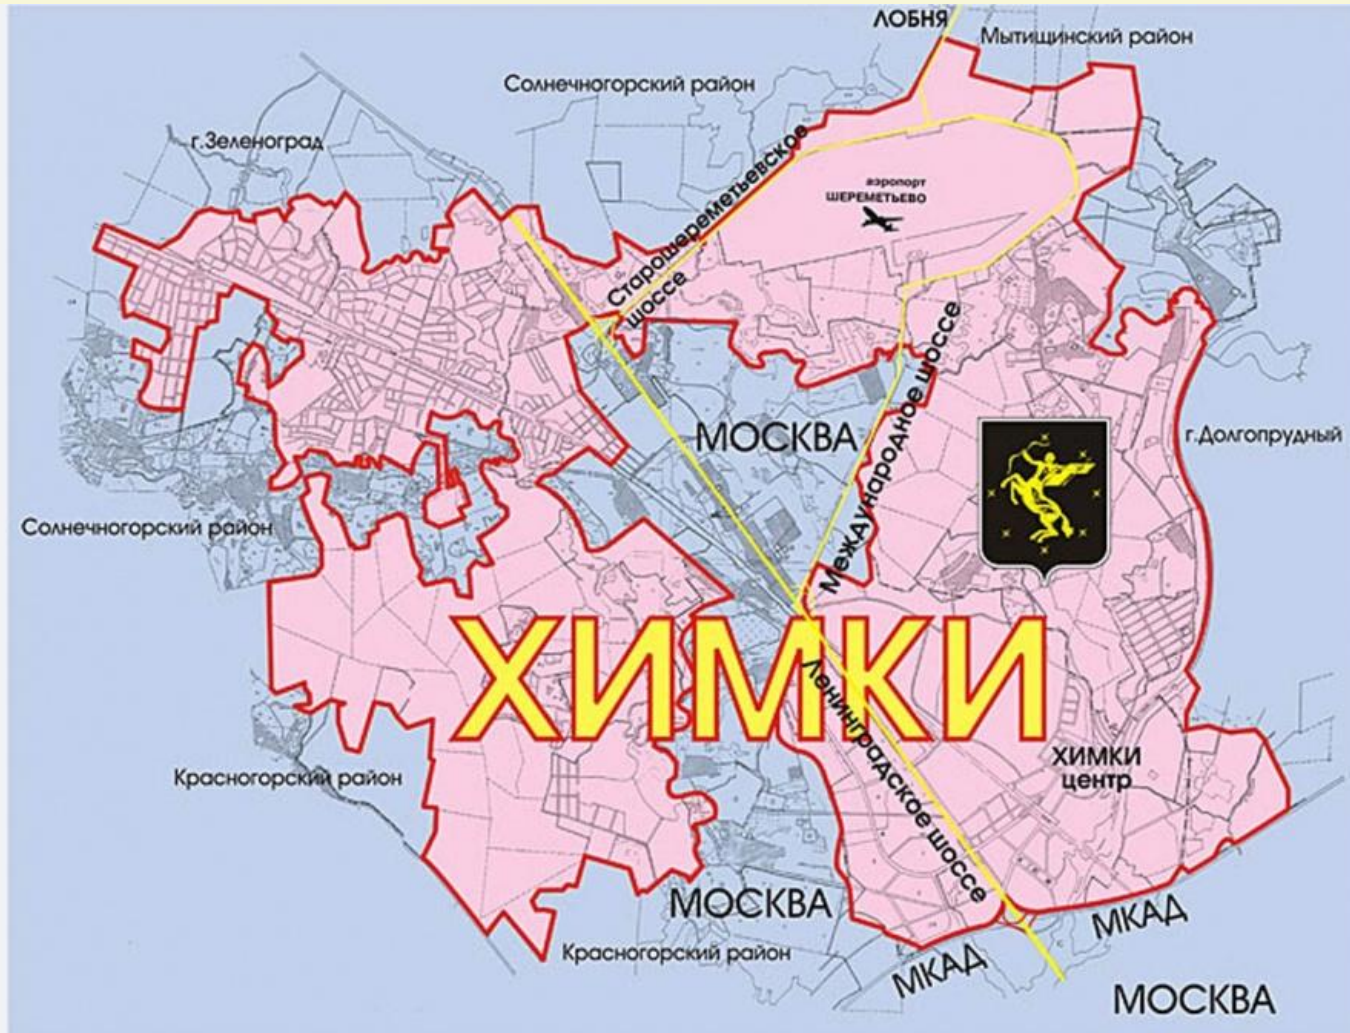 ЛОБНЯ
Мытищинский район
Солнечногорский район
г.Зеленоград
аэропорт
ШЕРЕМЕТЬЕВО
Старошереметьевское
шоссе
Международное шоссе
МОСКВА
г.Долгопрудный
Солнечногорский район
ХИМКИ
Ленинградское шоссе
ХИМКИ
центр
Красногорский район
МОСКВА
МКАД
Красногорский район
МКАД
МОСКВА